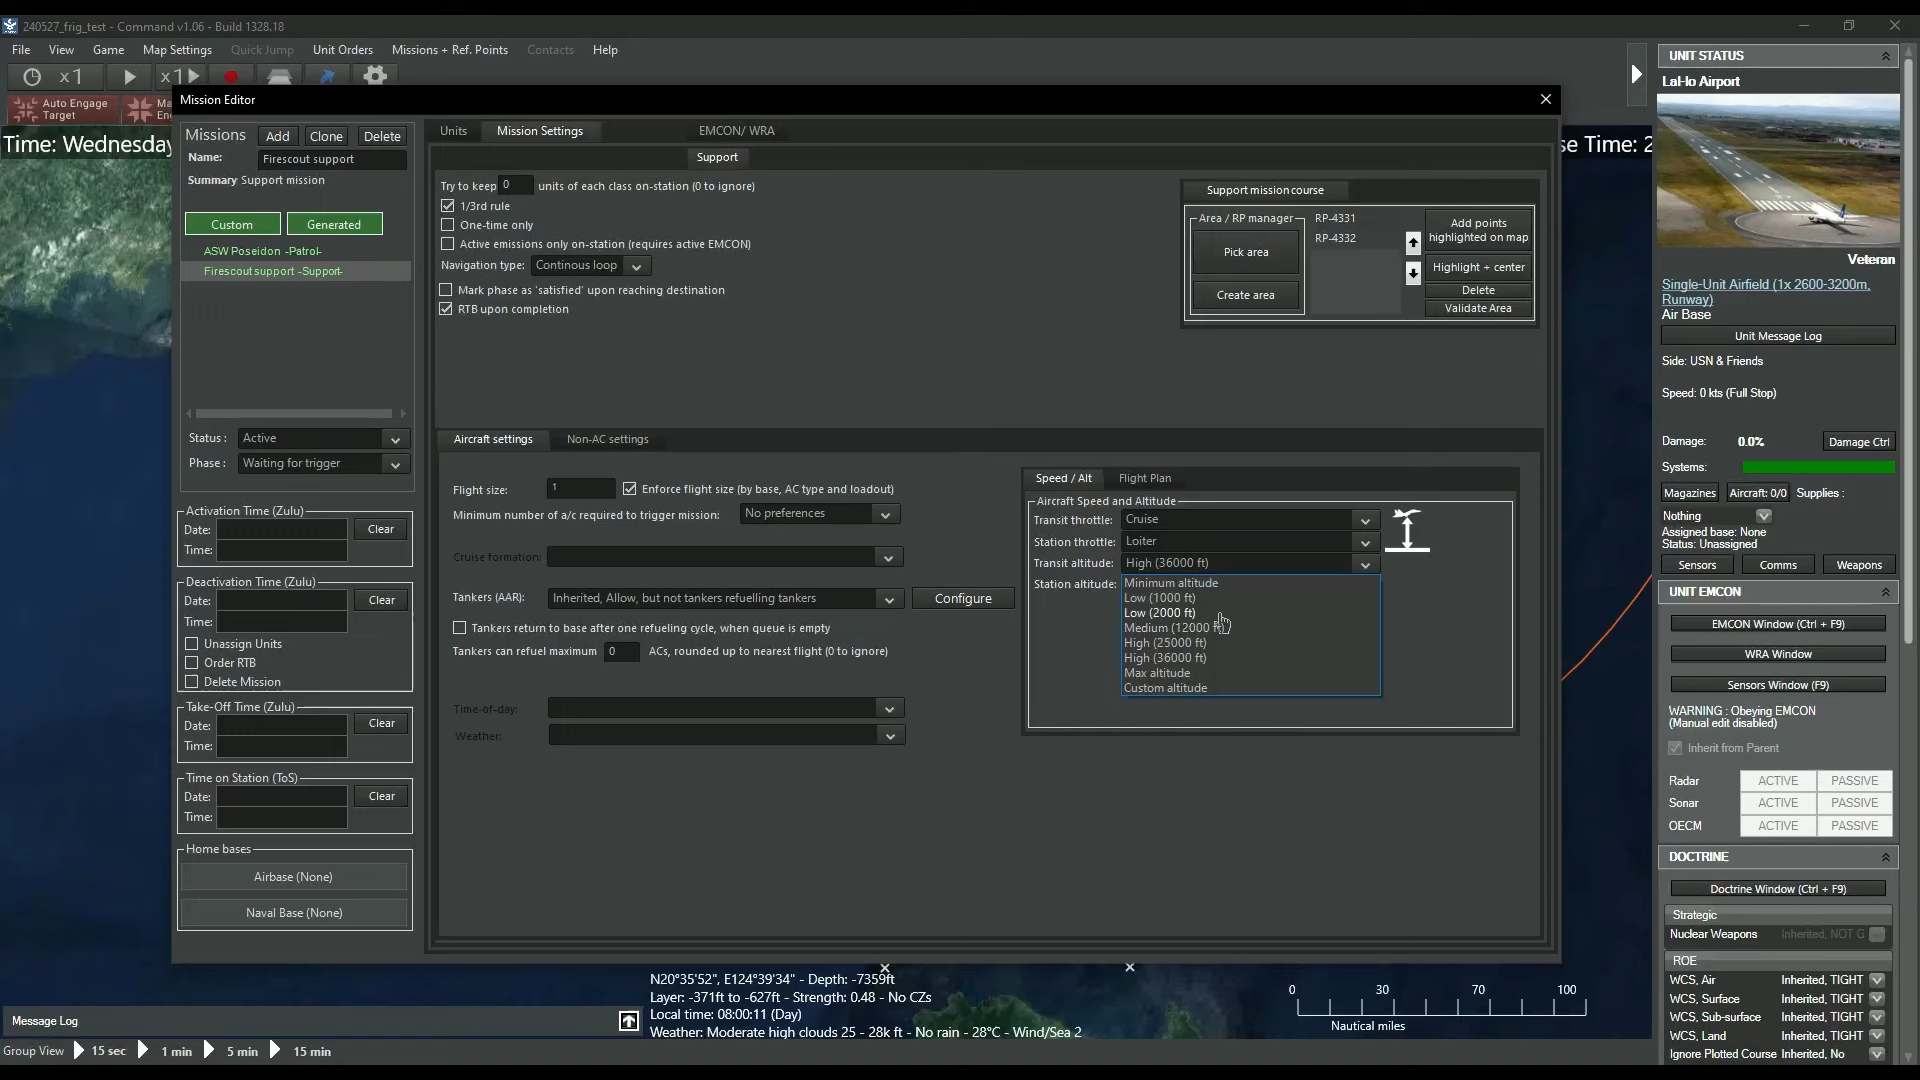 240527_frig_test - Command v1.06 - Build 1328.18
File View Game Map Settings Quick Jump Unit Orders Missions + Ref. Points Contacts Help
x1 x1
Auto Engage
Target
Time: Wednesday
se Time: 2
Mission Editor
Missions Add Clone Delete
Name: Firescout support
Summary Support mission
Custom Generated
ASW Poseidon -Patrol-
Firescout support -Support-
Status: Active
Phase: Waiting for trigger
Activation Time (Zulu)
Date: Clear
Time:
Deactivation Time (Zulu)
Date: Clear
Time:
Unassign Units
Order RTB
Delete Mission
Take-Off Time (Zulu)
Date: Clear
Time:
Time on Station (ToS)
Date: Clear
Time:
Home bases
Airbase (None)
Naval Base (None)
Units Mission Settings EMCON/ WRA
Support
Try to keep 0 units of each class on-station (0 to ignore)
1/3rd rule
One-time only
Active emissions only on-station (requires active EMCON)
Navigation type: Continous loop
Mark phase as 'satisfied' upon reaching destination
RTB upon completion
Support mission course
Area / RP manager
Pick area
Create area
RP-4331
RP-4332
Add points
highlighted on map
Highlight + center
Delete
Validate Area
Aircraft settings Non-AC settings
Flight size: 1 Enforce flight size (by base, AC type and loadout)
Minimum number of a/c required to trigger mission: No preferences
Cruise formation:
Tankers (AAR): Inherited, Allow, but not tankers refuelling tankers Configure
Tankers return to base after one refueling cycle, when queue is empty
Tankers can refuel maximum 0 ACs, rounded up to nearest flight (0 to ignore)
Time-of-day:
Weather:
Speed / Alt Flight Plan
Aircraft Speed and Altitude
Transit throttle: Cruise
Station throttle: Loiter
Transit altitude: High (36000 ft)
Station altitude:
Minimum altitude
Low (1000 ft)
Low (2000 ft)
Medium (12000 ft)
High (25000 ft)
High (36000 ft)
Max altitude
Custom altitude
UNIT STATUS
LaHo Airport
Veteran
Single-Unit Airfield (1x 2600-3200m,
Runway)
Air Base
Unit Message Log
Side: USN & Friends
Speed: 0 kts (Full Stop)
Damage: 0.0% Damage Ctrl
Systems:
Magazines Aircraft: 0/0 Supplies :
Nothing
Assigned base: None
Status: Unassigned
Sensors Comms Weapons
UNIT EMCON
EMCON Window (Ctrl + F9)
WRA Window
Sensors Window (F9)
WARNING : Obeying EMCON
(Manual edit disabled)
Inherit from Parent
Radar ACTIVE PASSIVE
Sonar ACTIVE PASSIVE
OECM ACTIVE PASSIVE
DOCTRINE
Doctrine Window (Ctrl + F9)
Strategic
Nuclear Weapons Inherited, NOT G
ROE
WCS, Air Inherited, TIGHT
WCS, Surface Inherited, TIGHT
WCS, Sub-surface Inherited, TIGHT
WCS, Land Inherited, TIGHT
Ignore Plotted Course Inherited, No
N20°35'52", E124°39'34" - Depth: -7359ft
Layer: -371ft to -627ft - Strength: 0.48 - No CZs
Local time: 08:00:11 (Day)
Weather: Moderate high clouds 25 - 28k ft - No rain - 28°C - Wind/Sea 2
0 30 70 100
Nautical miles
Message Log
Group View 15 sec 1 min 5 min 15 min